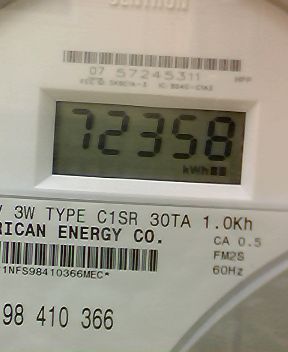 07 57245311
72358
kWh
3W TYPE C1SR 30TA 1.0Kh
RICAN ENERGY CO.
CA 0.5
FM2S
60Hz
1NFS98410366MEC*
98 410 366